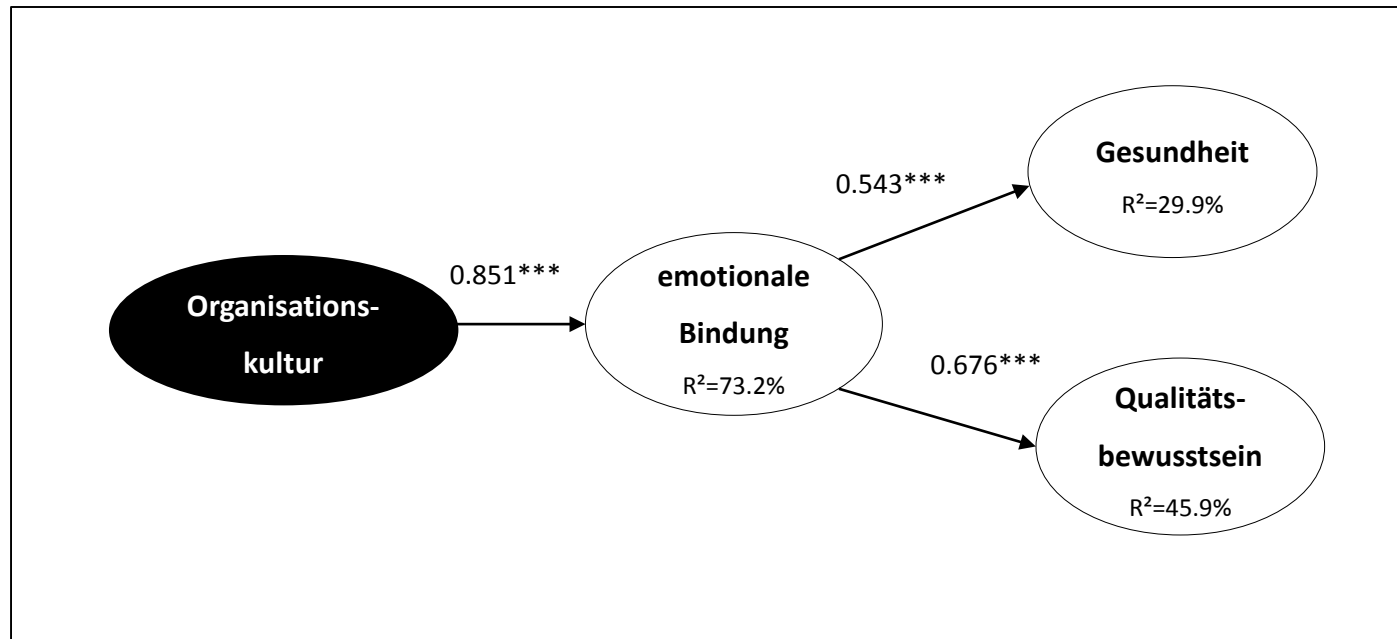 Organisations-
kultur
0.851***
emotionale
Bindung
R²=73.2%
0.543***
Gesundheit
R²=29.9%
0.676***
Qualitäts-
bewusstsein
R²=45.9%